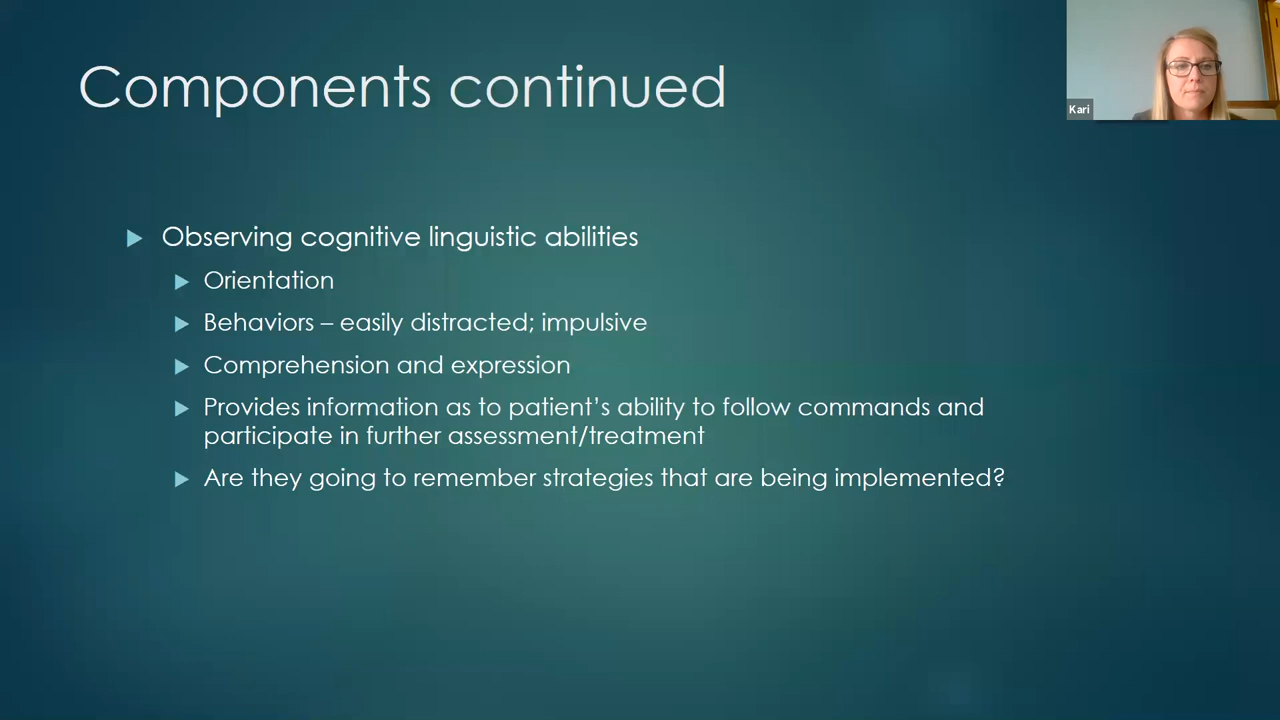 Components continued
Kari
Observing cognitive linguistic abilities
Orientation
Behaviors – easily distracted; impulsive
Comprehension and expression
Provides information as to patient’s ability to follow commands and
participate in further assessment/treatment
Are they going to remember strategies that are being implemented?